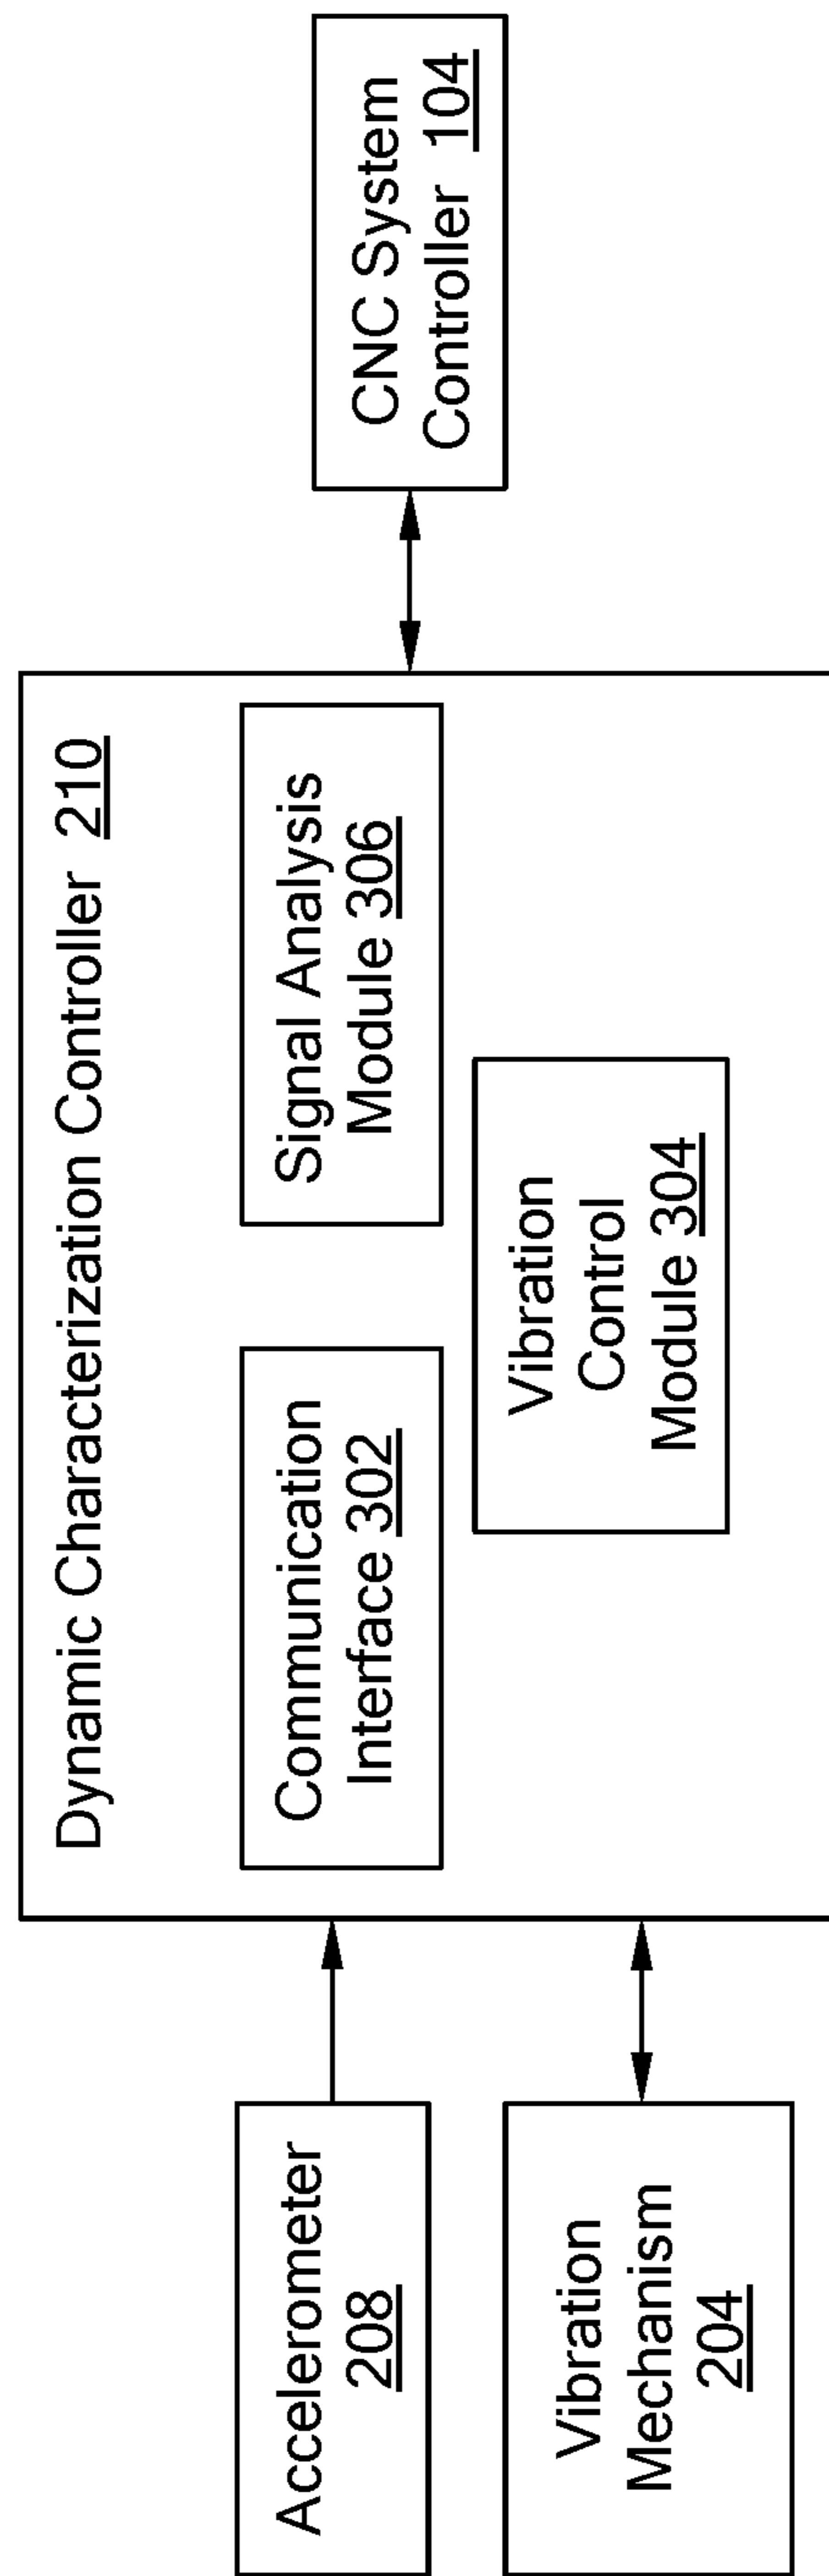 Dynamic Characterization Controller 210
Accelerometer
208
Communication
Interface 302
Signal Analysis
Module 306
CNC System
Controller 104
Vibration
Mechanism
204
Vibration
Control
Module 304